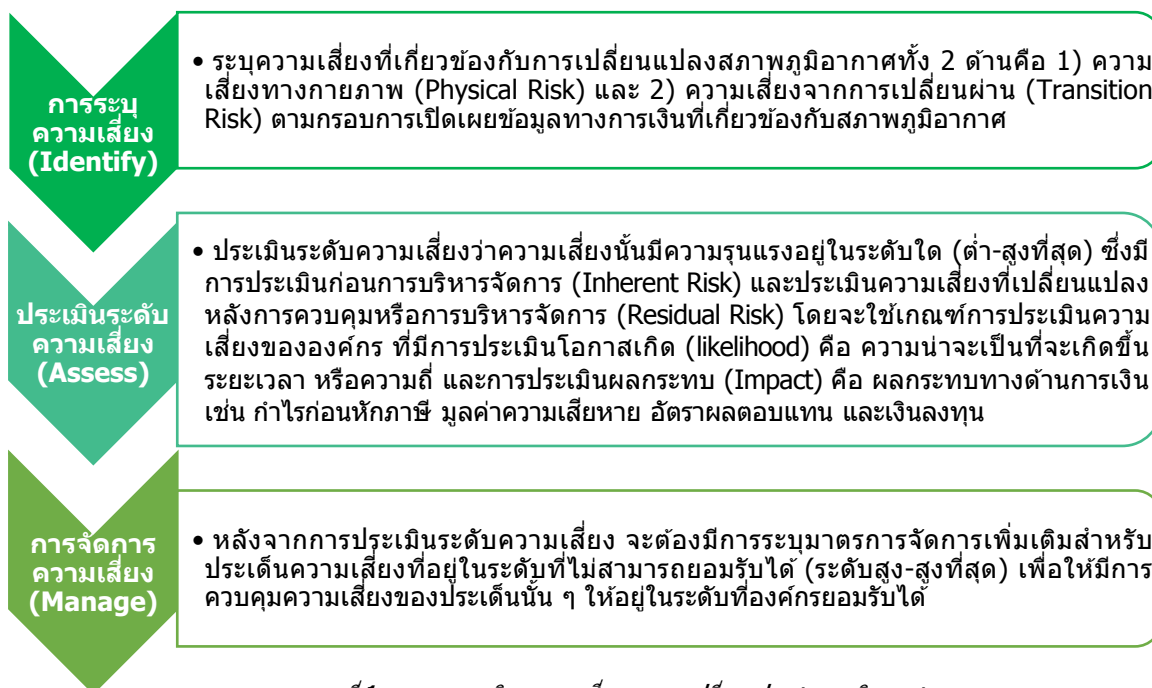 การระบุ
ความเสี่ยง
(Identify)
• ระบุความเสี่ยงที่เกี่ยวข้องกับการเปลี่ยนแปลงสภาพภูมิอากาศทั้ง 2 ด้านคือ 1) ความ
เสี่ยงทางกายภาพ (Physical Risk) และ 2) ความเสี่ยงจากการเปลี่ยนผ่าน (Transition
Risk) ตามกรอบการเปิดเผยข้อมูลทางการเงินที่เกี่ยวข้องกับสภาพภูมิอากาศ
ประเมินระดับ
ความเสี่ยง
(Assess)
• ประเมินระดับความเสี่ยงว่าความเสี่ยงนั้นมีความรุนแรงอยู่ในระดับใด (ต่ำ-สูงที่สุด) ซึ่งมี
การประเมินก่อนการบริหารจัดการ (Inherent Risk) และประเมินความเสี่ยงที่เปลี่ยนแปลง
หลังการควบคุมหรือการบริหารจัดการ (Residual Risk) โดยจะใช้เกณฑ์การประเมินความ
เสี่ยงขององค์กร ที่มีการประเมินโอกาสเกิด (likelihood) คือ ความน่าจะเป็นที่จะเกิดขึ้น
ระยะเวลา หรือความถี่ และการประเมินผลกระทบ (Impact) คือ ผลกระทบทางด้านการเงิน
เช่น กำไรก่อนหักภาษี มูลค่าความเสียหาย อัตราผลตอบแทน และเงินลงทุน
การจัดการ
ความเสี่ยง
(Manage)
• หลังจากการประเมินระดับความเสี่ยง จะต้องมีการระบุมาตรการจัดการเพิ่มเติมสำหรับ
ประเด็นความเสี่ยงที่อยู่ในระดับที่ไม่สามารถยอมรับได้ (ระดับสูง-สูงที่สุด) เพื่อให้มีการ
ควบคุมความเสี่ยงของประเด็นนั้น ๆ ให้อยู่ในระดับที่องค์กรยอมรับได้